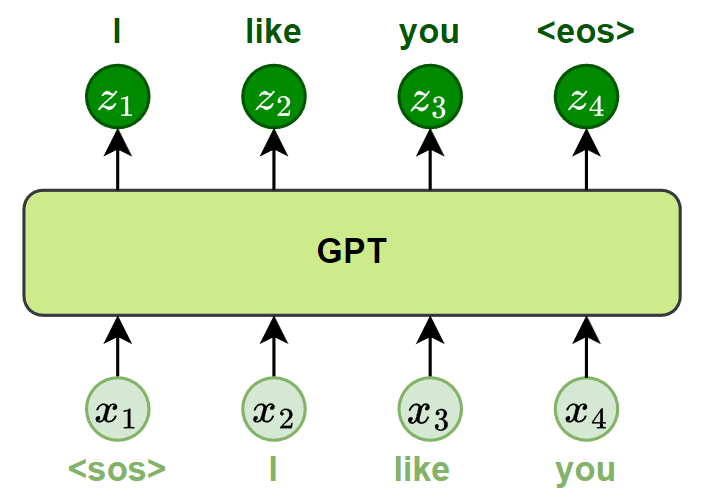 I like you <eos>
z₁ z₂ z₃ z₄
GPT
x₁ x₂ x₃ x₄
<sos> I like you